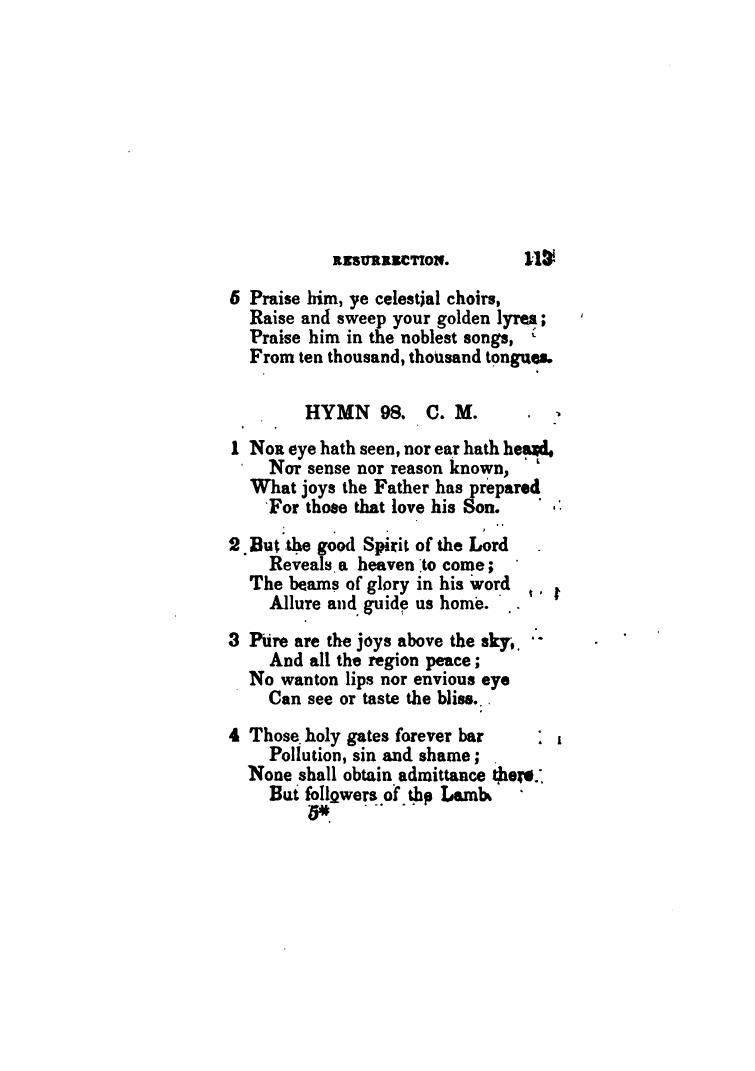 RESURRECTION. 113
5 Praise him, ye celestial choirs,
Raise and sweep your golden lyres;
Praise him in the noblest songs,
From ten thousand, thousand tongues.
HYMN 98. C. M.
1 Nor eye hath seen, nor ear hath heard,
Nor sense nor reason known,
What joys the Father has prepared
For those that love his Son.
2 But the good Spirit of the Lord
Reveals a heaven to come;
The beams of glory in his word
Allure and guide us home.
3 Pure are the joys above the sky,
And all the region peace;
No wanton lips nor envious eye
Can see or taste the bliss.
4 Those holy gates forever bar
Pollution, sin and shame;
None shall obtain admittance there
But followers of the Lamb
5*